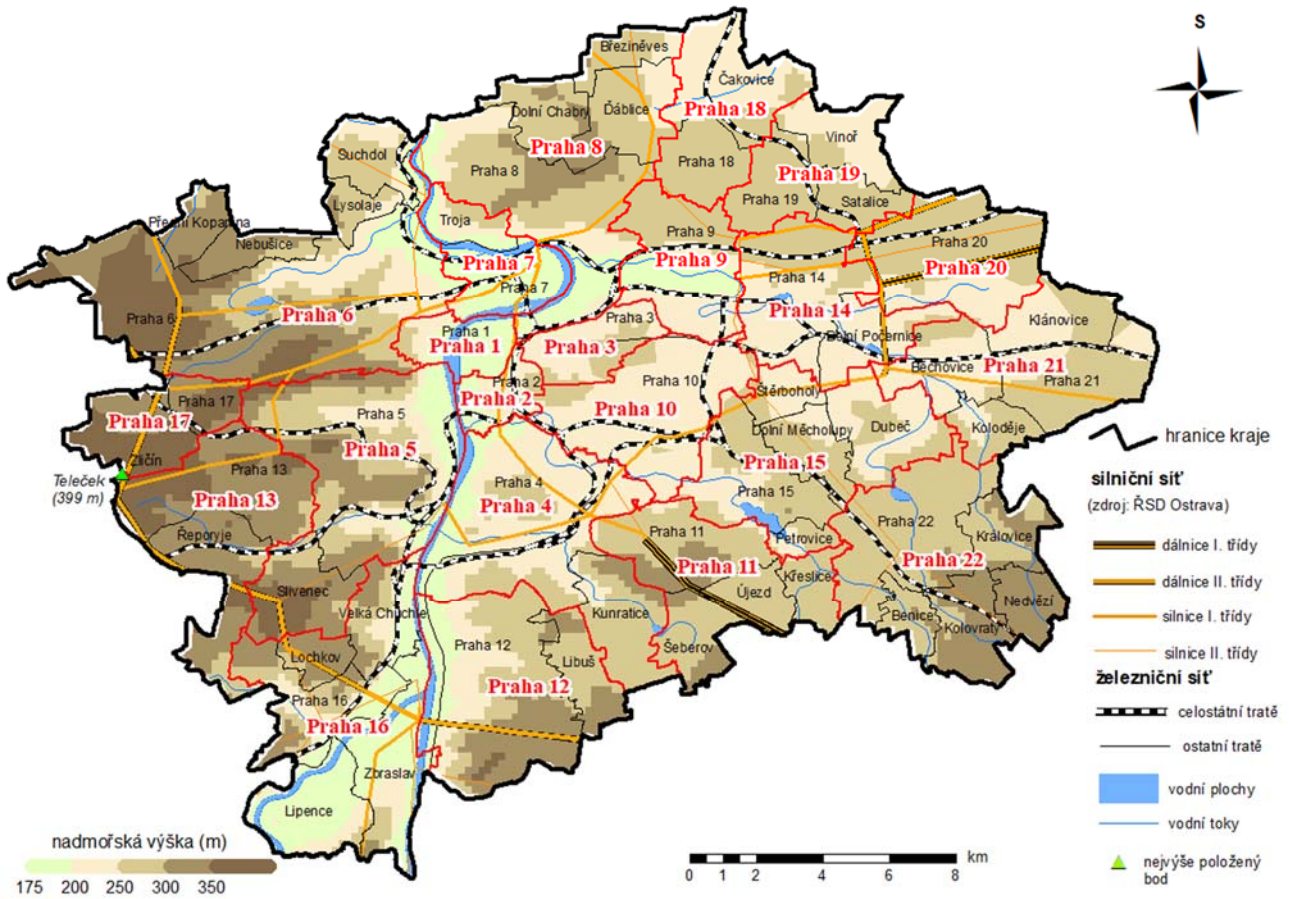 S
Březiněves
Čakovice
Dolní Chabry
Ďáblice
Praha 18
Vinoř
Praha 8
Suchdol
Praha 8
Praha 18
Praha 19
Lysolaje
Praha 19
Satalice
Přední Kopanina
Troja
Praha 9
Praha 20
Nebušice
Praha 7
Praha 9
Praha 20
Praha 14
Praha 7
Praha 6
Praha 6
Praha 3
Praha 14
Klánovice
Praha 1
Dolní Počernice
Praha 1
Praha 3
Běchovice
Praha 21
Praha 2
Praha 10
Praha 21
Štěrboholy
Praha 17
Praha 2
Praha 5
Praha 10
Praha 17
Dubeč
Koloděje
Dolní Měcholupy
Praha 5
Zličín
Praha 13
Praha 15
Teleček
(399 m)
Praha 4
Praha 15
Praha 13
Praha 4
Praha 22
Řeporyje
Praha 11
Petrovice
Královice
Praha 22
Praha 11
Křeslice
Slivenec
Újezd
Nedvězí
Velká Chuchle
Kunratice
Benice
Kolovraty
Praha 12
Šeberov
Lochkov
Libuš
Praha 12
Praha 16
Praha 16
Zbraslav
Lipence
hranice kraje
silniční síť
(zdroj: ŘSD Ostrava)
dálnice I. třídy
dálnice II. třídy
silnice I. třídy
silnice II. třídy
železniční síť
celostátní tratě
ostatní tratě
vodní plochy
vodní toky
nejvýše položený
bod
nadmořská výška (m)
175 200 250 300 350
km
0 1 2 4 6 8